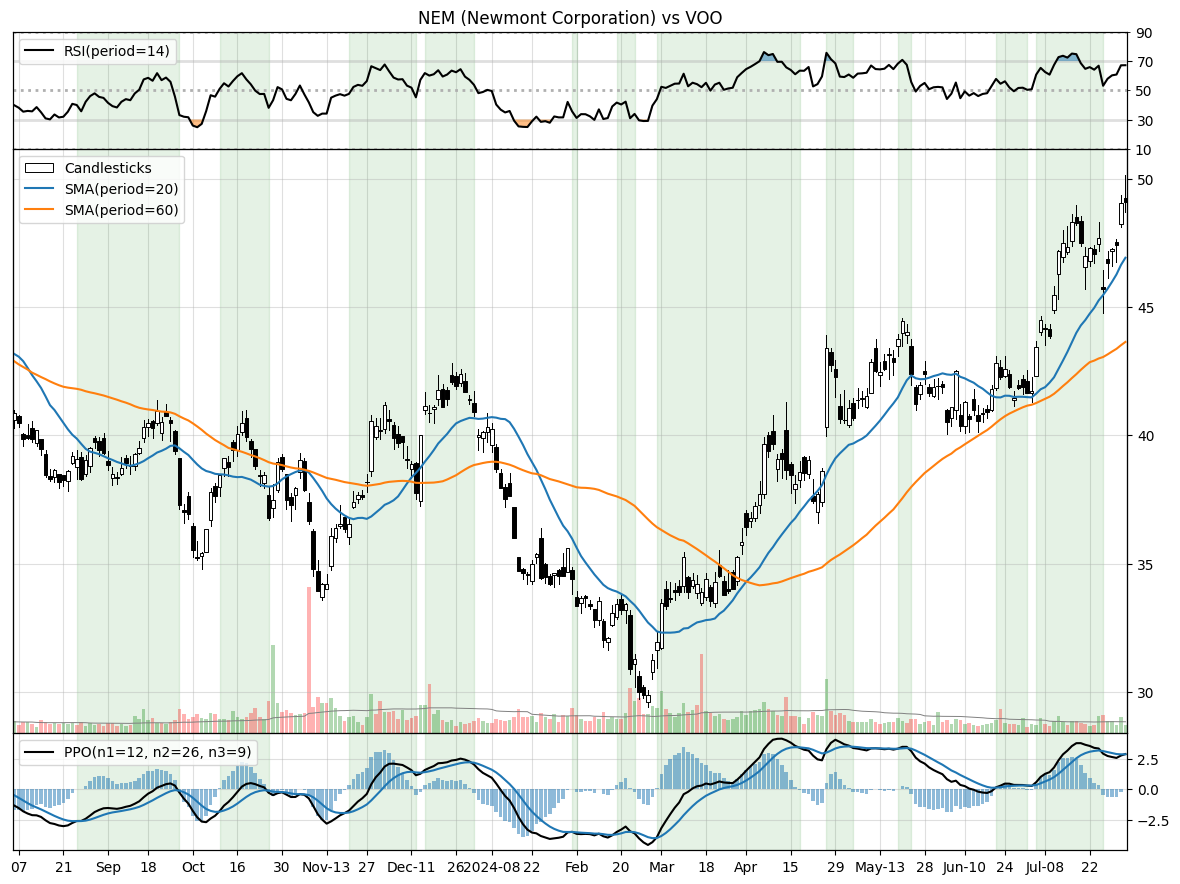 NEM (Newmont Corporation) vs VOO
RSI(period=14)
90
70
50
30
10
Candlesticks
SMA(period=20)
SMA(period=60)
50
45
40
35
30
PPO(n1=12, n2=26, n3=9)
2.5
0.0
−2.5
07 21 Sep 18 Oct 16 30 Nov-13 27 Dec-11 26 2024-08 22 Feb 20 Mar 18 Apr 15 29 May-13 28 Jun-10 24 Jul-08 22